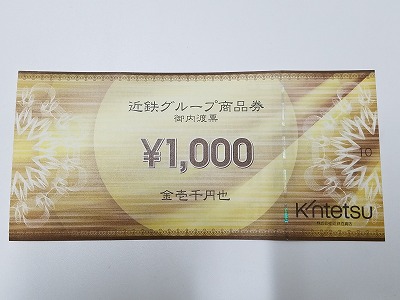 近鉄グループ商品券
御内渡票
¥1,000
金壱千円也
10
Kintetsu